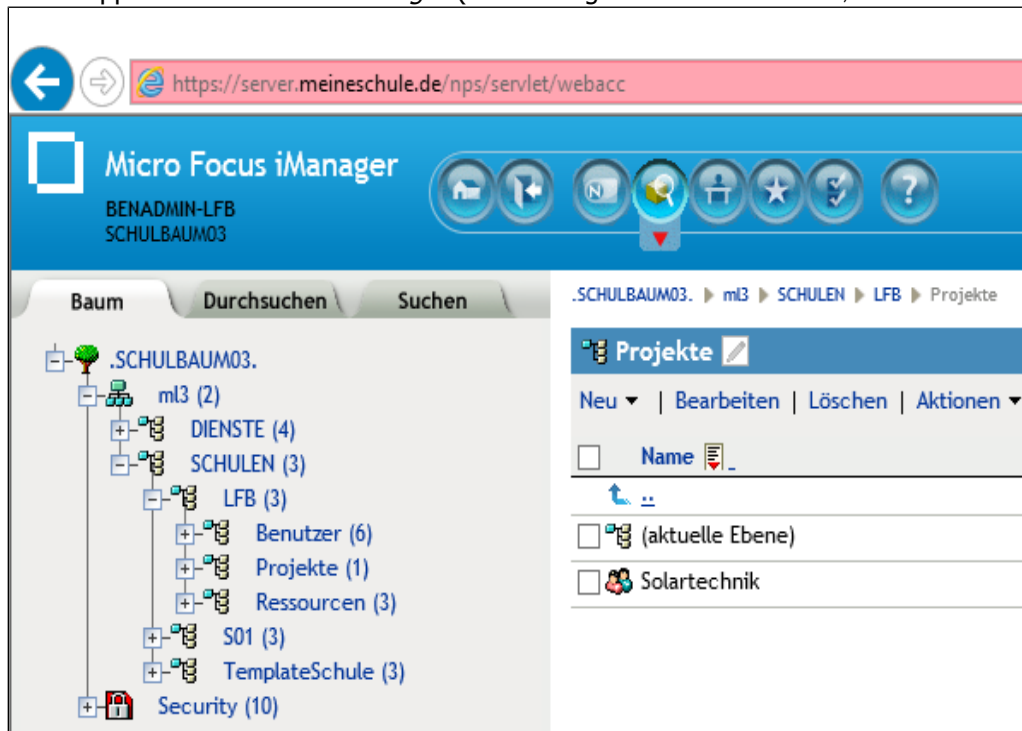 https://server.meineschule.de/nps/servlet/webacc
Micro Focus iManager
BENADMIN-LFB
SCHULBAUM03
N
?
Baum Durchsuchen Suchen
.SCHULBAUM03. ml3 SCHULEN LFB Projekte
Projekte
Neu | Bearbeiten | Löschen | Aktionen
Name
..
(aktuelle Ebene)
Solartechnik
.SCHULBAUM03.
ml3 (2)
DIENSTE (4)
SCHULEN (3)
LFB (3)
Benutzer (6)
Projekte (1)
Ressourcen (3)
S01 (3)
TemplateSchule (3)
Security (10)